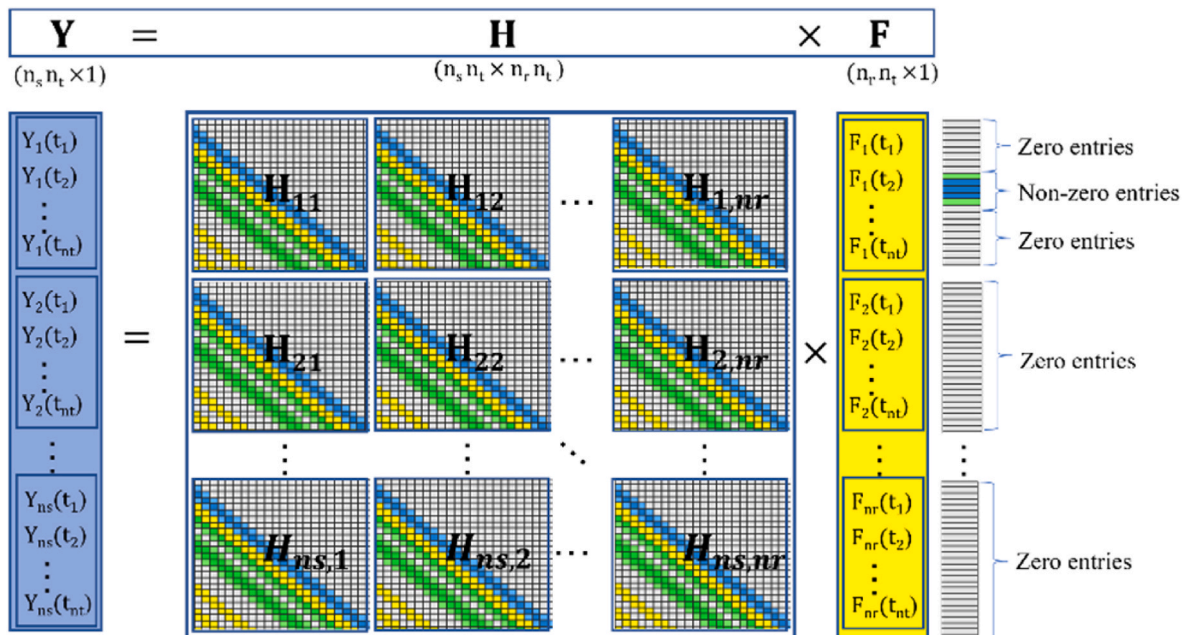 Y = H × F
(nₛnₜ×1) (nₛnₜ×nᵣnₜ) (nᵣnₜ×1)
Y₁(t₁)
Y₁(t₂)
⋮
Y₁(tₙₜ)
Y₂(t₁)
Y₂(t₂)
⋮
Y₂(tₙₜ)
⋮
Yₙₛ(t₁)
Yₙₛ(t₂)
⋮
Yₙₛ(tₙₜ)
=
H₁₁ H₁₂ ⋯ H₁,ₙᵣ
H₂₁ H₂₂ ⋯ H₂,ₙᵣ
⋮ ⋮ ⋱ ⋮
Hₙₛ,₁ Hₙₛ,₂ ⋯ Hₙₛ,ₙᵣ
×
F₁(t₁)
F₁(t₂)
⋮
F₁(tₙₜ)
F₂(t₁)
F₂(t₂)
⋮
F₂(tₙₜ)
⋮
Fₙᵣ(t₁)
Fₙᵣ(t₂)
⋮
Fₙᵣ(tₙₜ)
Zero entries
Non-zero entries
Zero entries
Zero entries
⋮
Zero entries